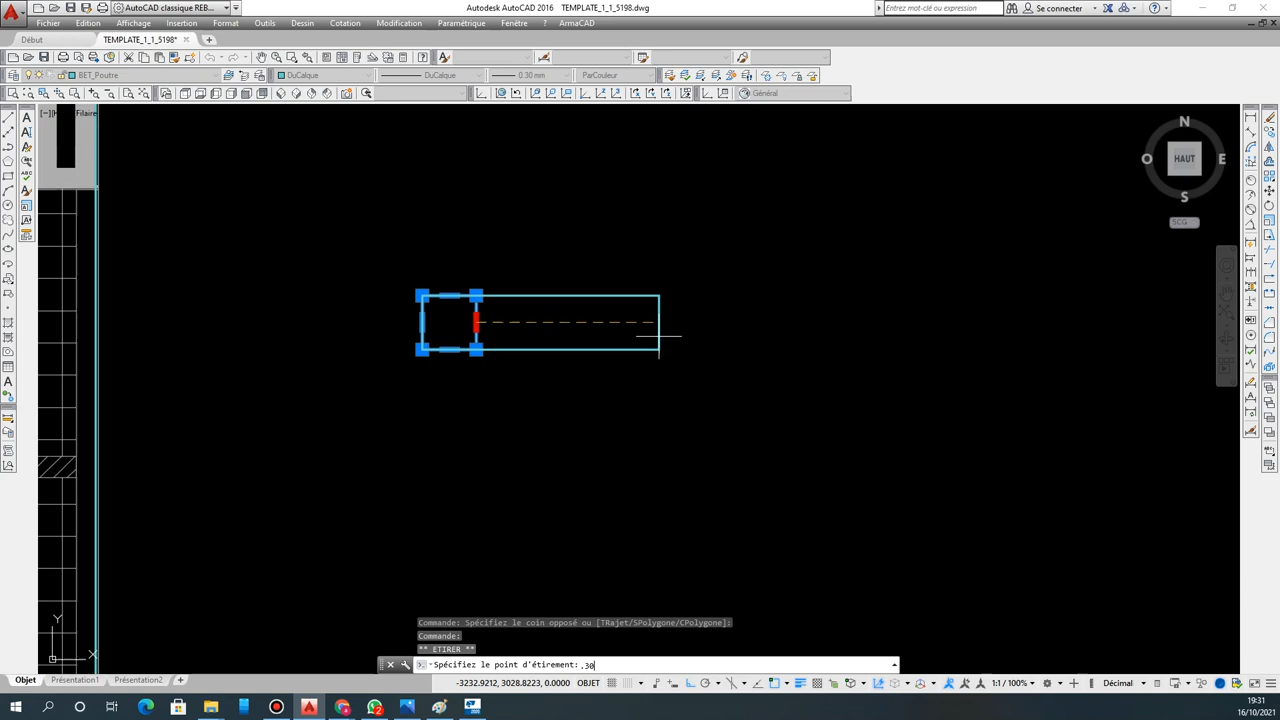 AutoCAD classique REB...
Autodesk AutoCAD 2016 TEMPLATE_1_1_5198.dwg
Entrez mot-clé ou expression
Se connecter
Fichier Edition Insertion Format Outils Dessin Cotation Modification Paramétrique Fenêtre ? ArmaCAD
Début TEMPLATE_1_1_5198*
BET_Poutre DuCalque DuCalque 0.30 mm ParCouleur
Général
Filaire
N
O HAUT E
S
SCG
Y
X
Commande: Spécifiez le coin opposé ou [TRajet/SPolygone/CPolygone]:
Commande:
** ETIRER **
Spécifiez le point d'étirement: .30
Objet Présentation1 Présentation2 +
-3232.9212, 3028.8223, 0.0000 OBJET
1:1/100% Décimal
19:31
16/10/2021